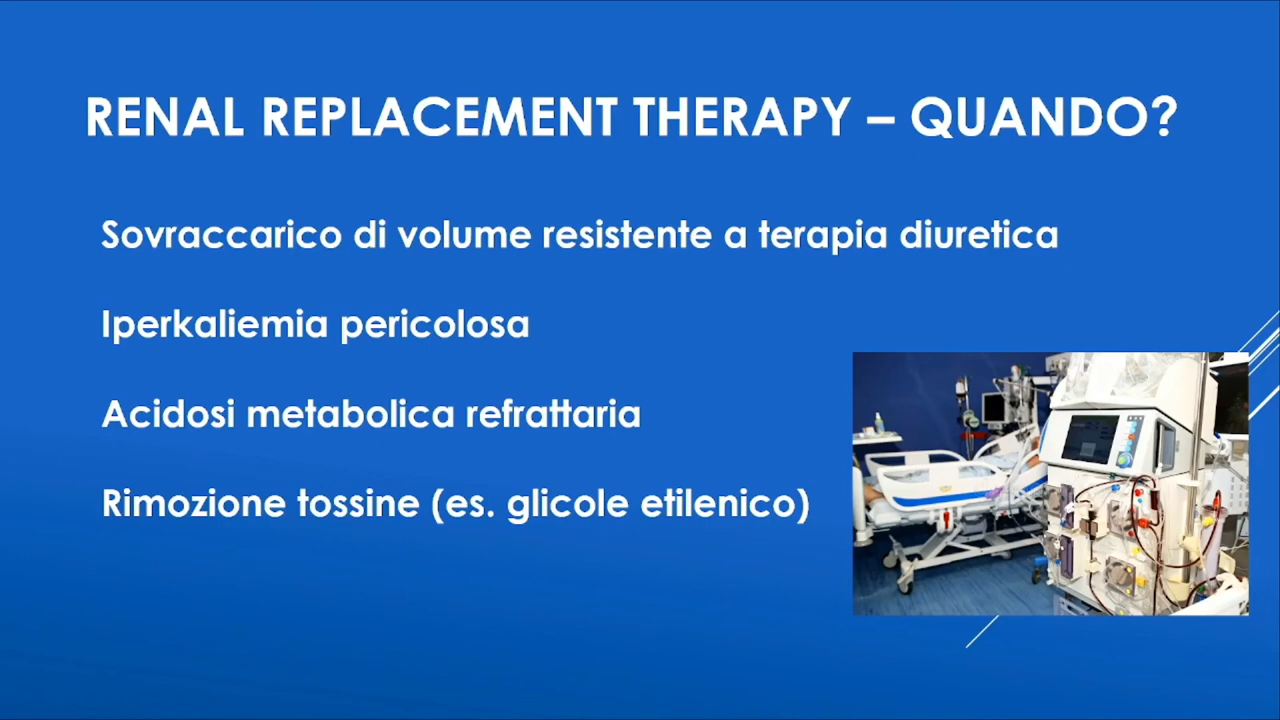 RENAL REPLACEMENT THERAPY – QUANDO?
Sovraccarico di volume resistente a terapia diuretica
Iperkaliemia pericolosa
Acidosi metabolica refrattaria
Rimozione tossine (es. glicole etilenico)